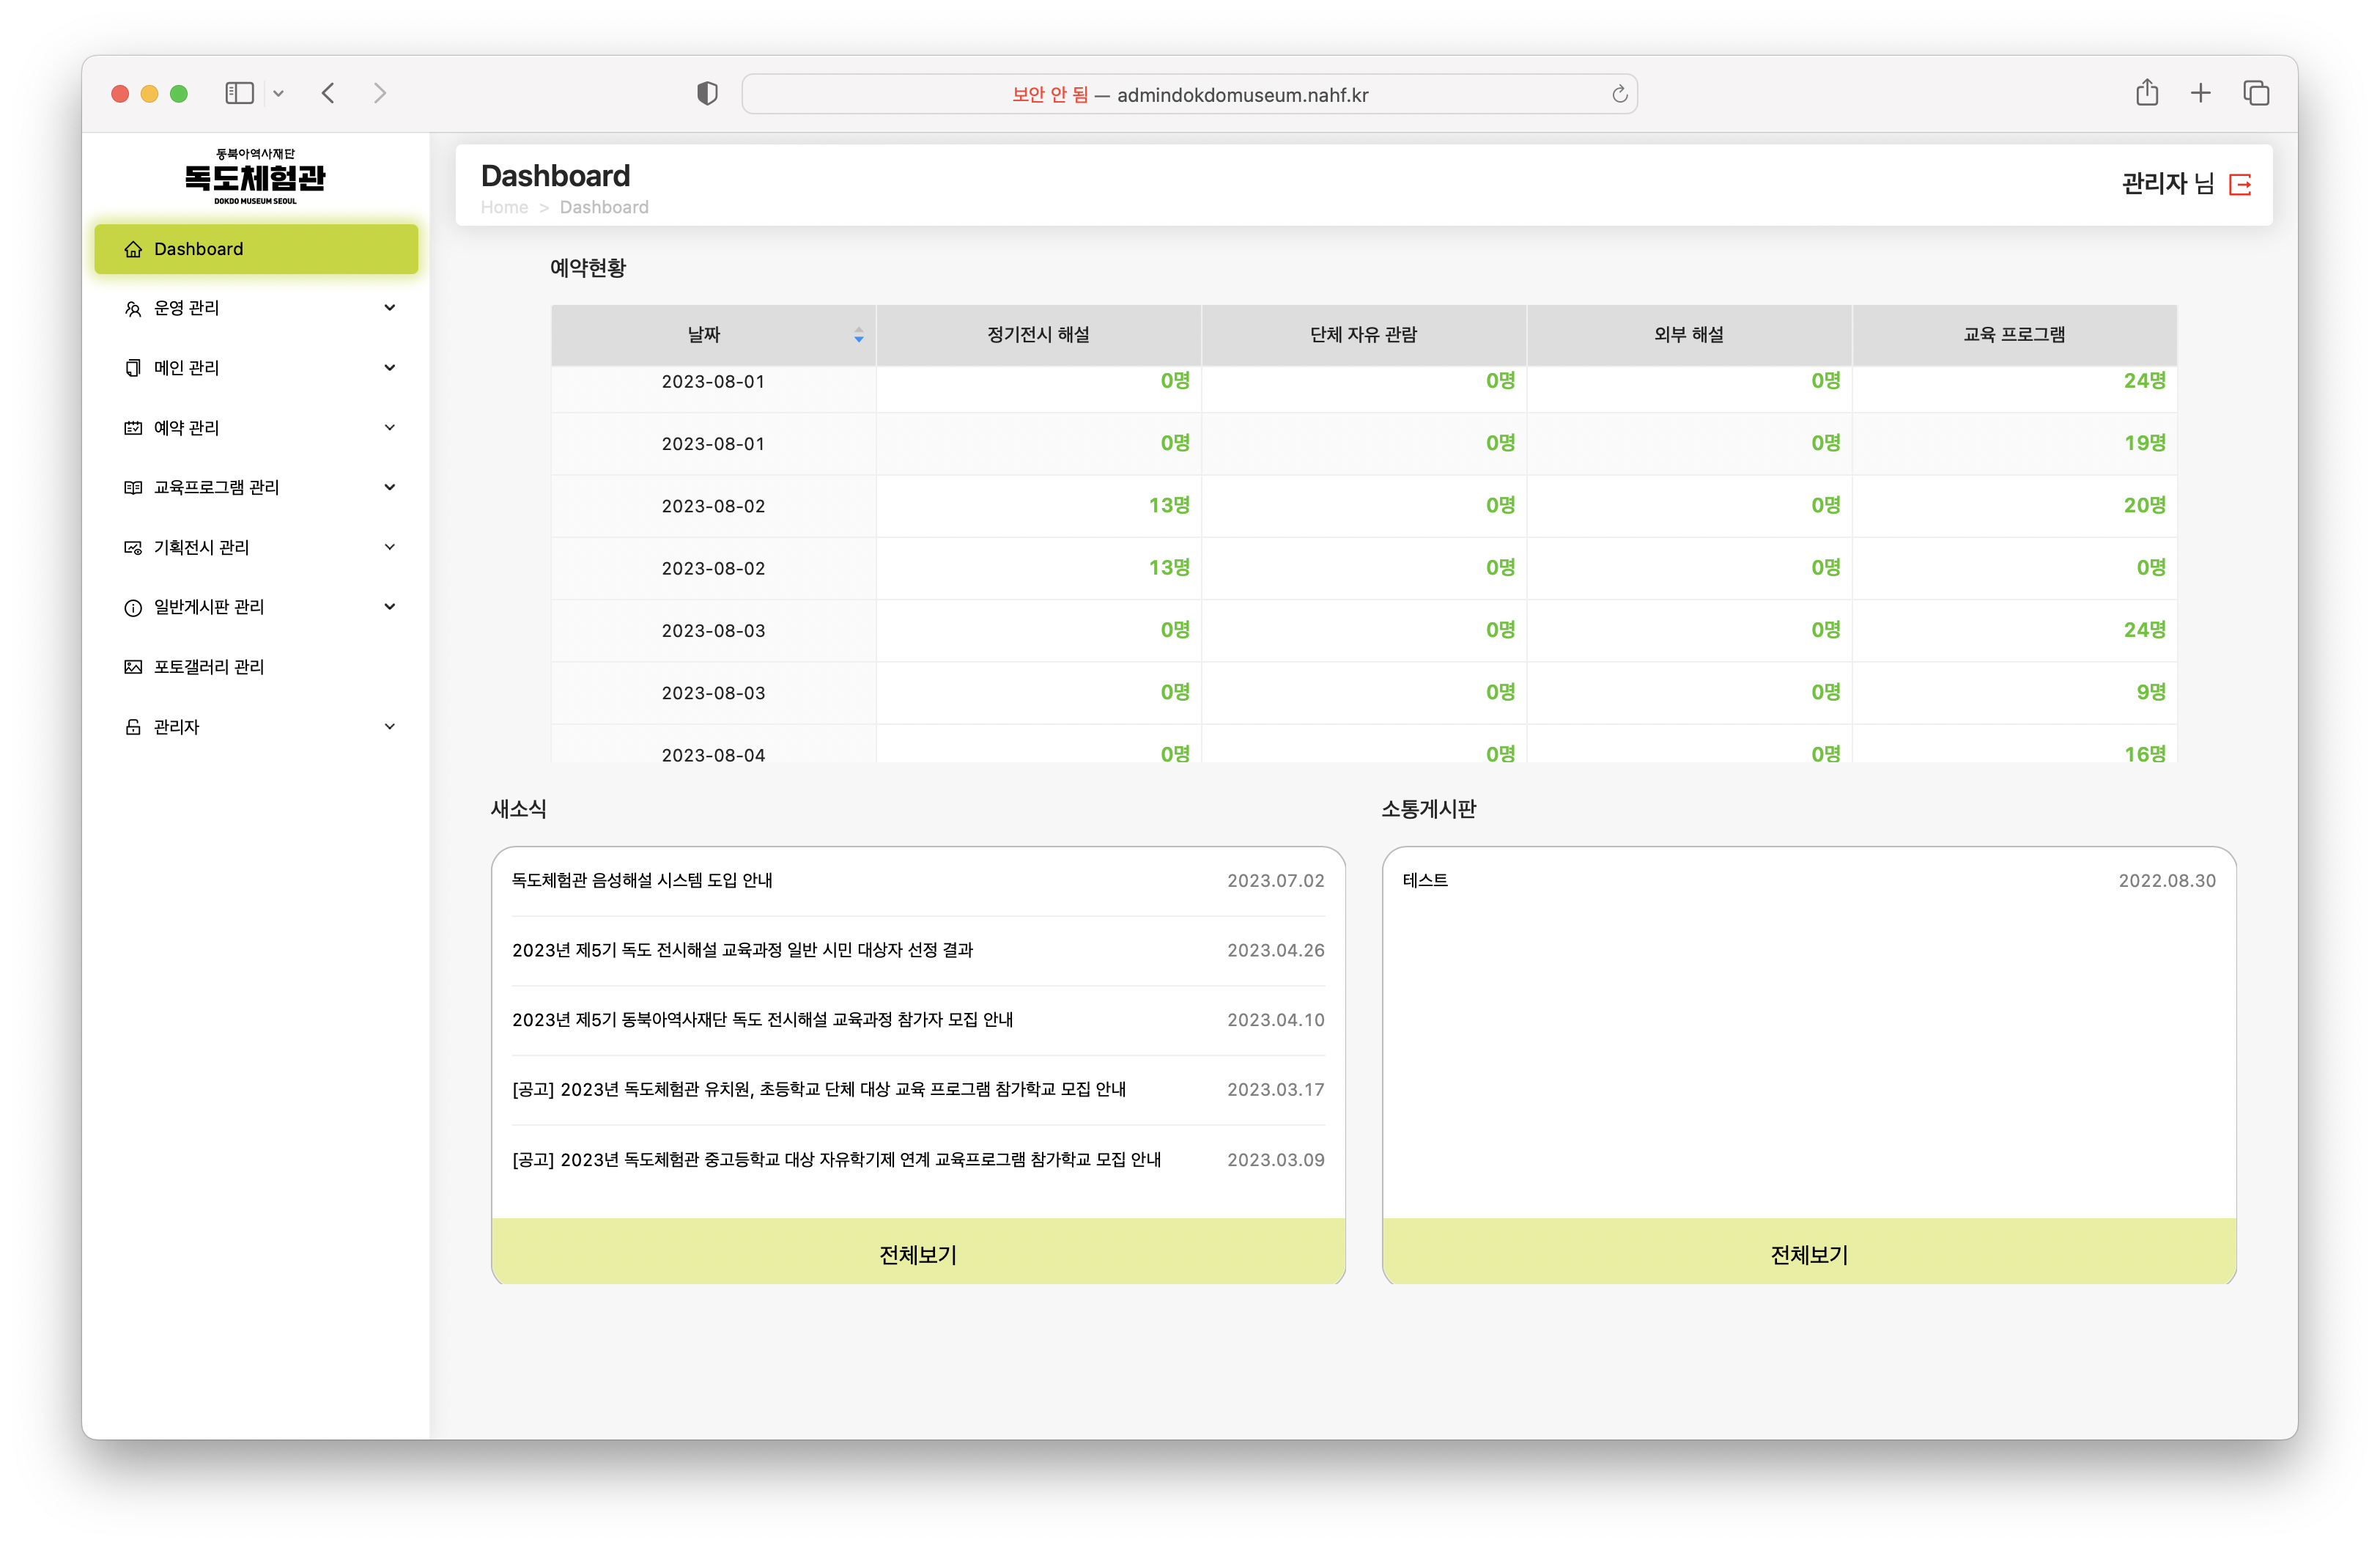 보안 안 됨 — admindokdomuseum.nahf.kr
동북아역사재단
독도체험관
DOKDO MUSEUM SEOUL
Dashboard
운영 관리
메인 관리
예약 관리
교육프로그램 관리
기획전시 관리
일반게시판 관리
포토갤러리 관리
관리자
Dashboard
Home > Dashboard
관리자 님
예약현황
날짜 정기전시 해설 단체 자유 관람 외부 해설 교육 프로그램
2023-08-01 0명 0명 0명 24명
2023-08-01 0명 0명 0명 19명
2023-08-02 13명 0명 0명 20명
2023-08-02 13명 0명 0명 0명
2023-08-03 0명 0명 0명 24명
2023-08-03 0명 0명 0명 9명
2023-08-04 0명 0명 0명 16명
새소식
독도체험관 음성해설 시스템 도입 안내 2023.07.02
2023년 제5기 독도 전시해설 교육과정 일반 시민 대상자 선정 결과 2023.04.26
2023년 제5기 동북아역사재단 독도 전시해설 교육과정 참가자 모집 안내 2023.04.10
[공고] 2023년 독도체험관 유치원, 초등학교 단체 대상 교육 프로그램 참가학교 모집 안내 2023.03.17
[공고] 2023년 독도체험관 중고등학교 대상 자유학기제 연계 교육프로그램 참가학교 모집 안내 2023.03.09
전체보기
소통게시판
테스트 2022.08.30
전체보기